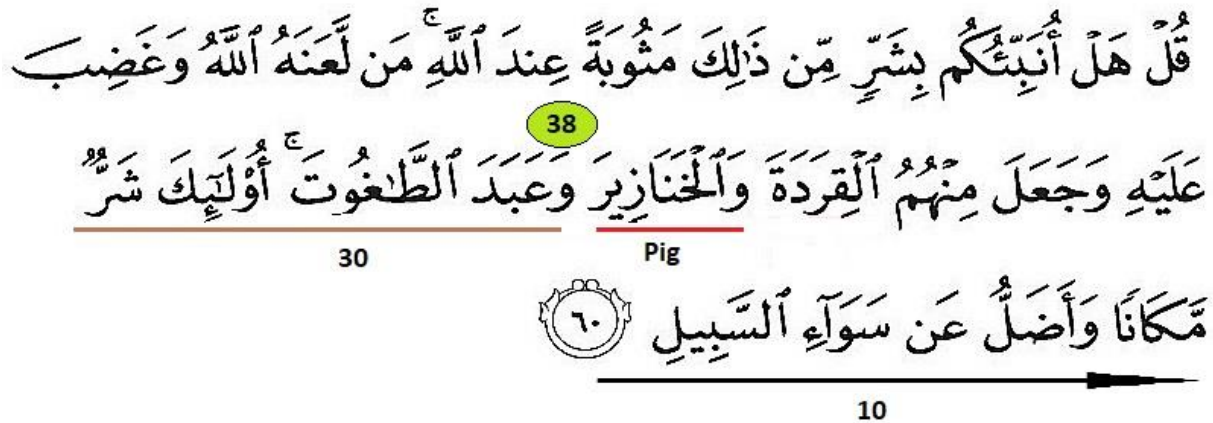 قُلْ هَلْ أُنَبِّئُكُم بِشَرٍّ مِّن ذَٰلِكَ مَثُوبَةً عِندَ ٱللَّهِ ۚ مَن لَّعَنَهُ ٱللَّهُ وَغَضِبَ
38
عَلَيْهِ وَجَعَلَ مِنْهُمُ ٱلْقِرَدَةَ وَٱلْخَنَازِيرَ وَعَبَدَ ٱلطَّٰغُوتَ ۚ أُو۟لَٰٓئِكَ شَرٌّ
30 Pig
مَّكَانًا وَأَضَلُّ عَن سَوَآءِ ٱلسَّبِيلِ ٦٠
10